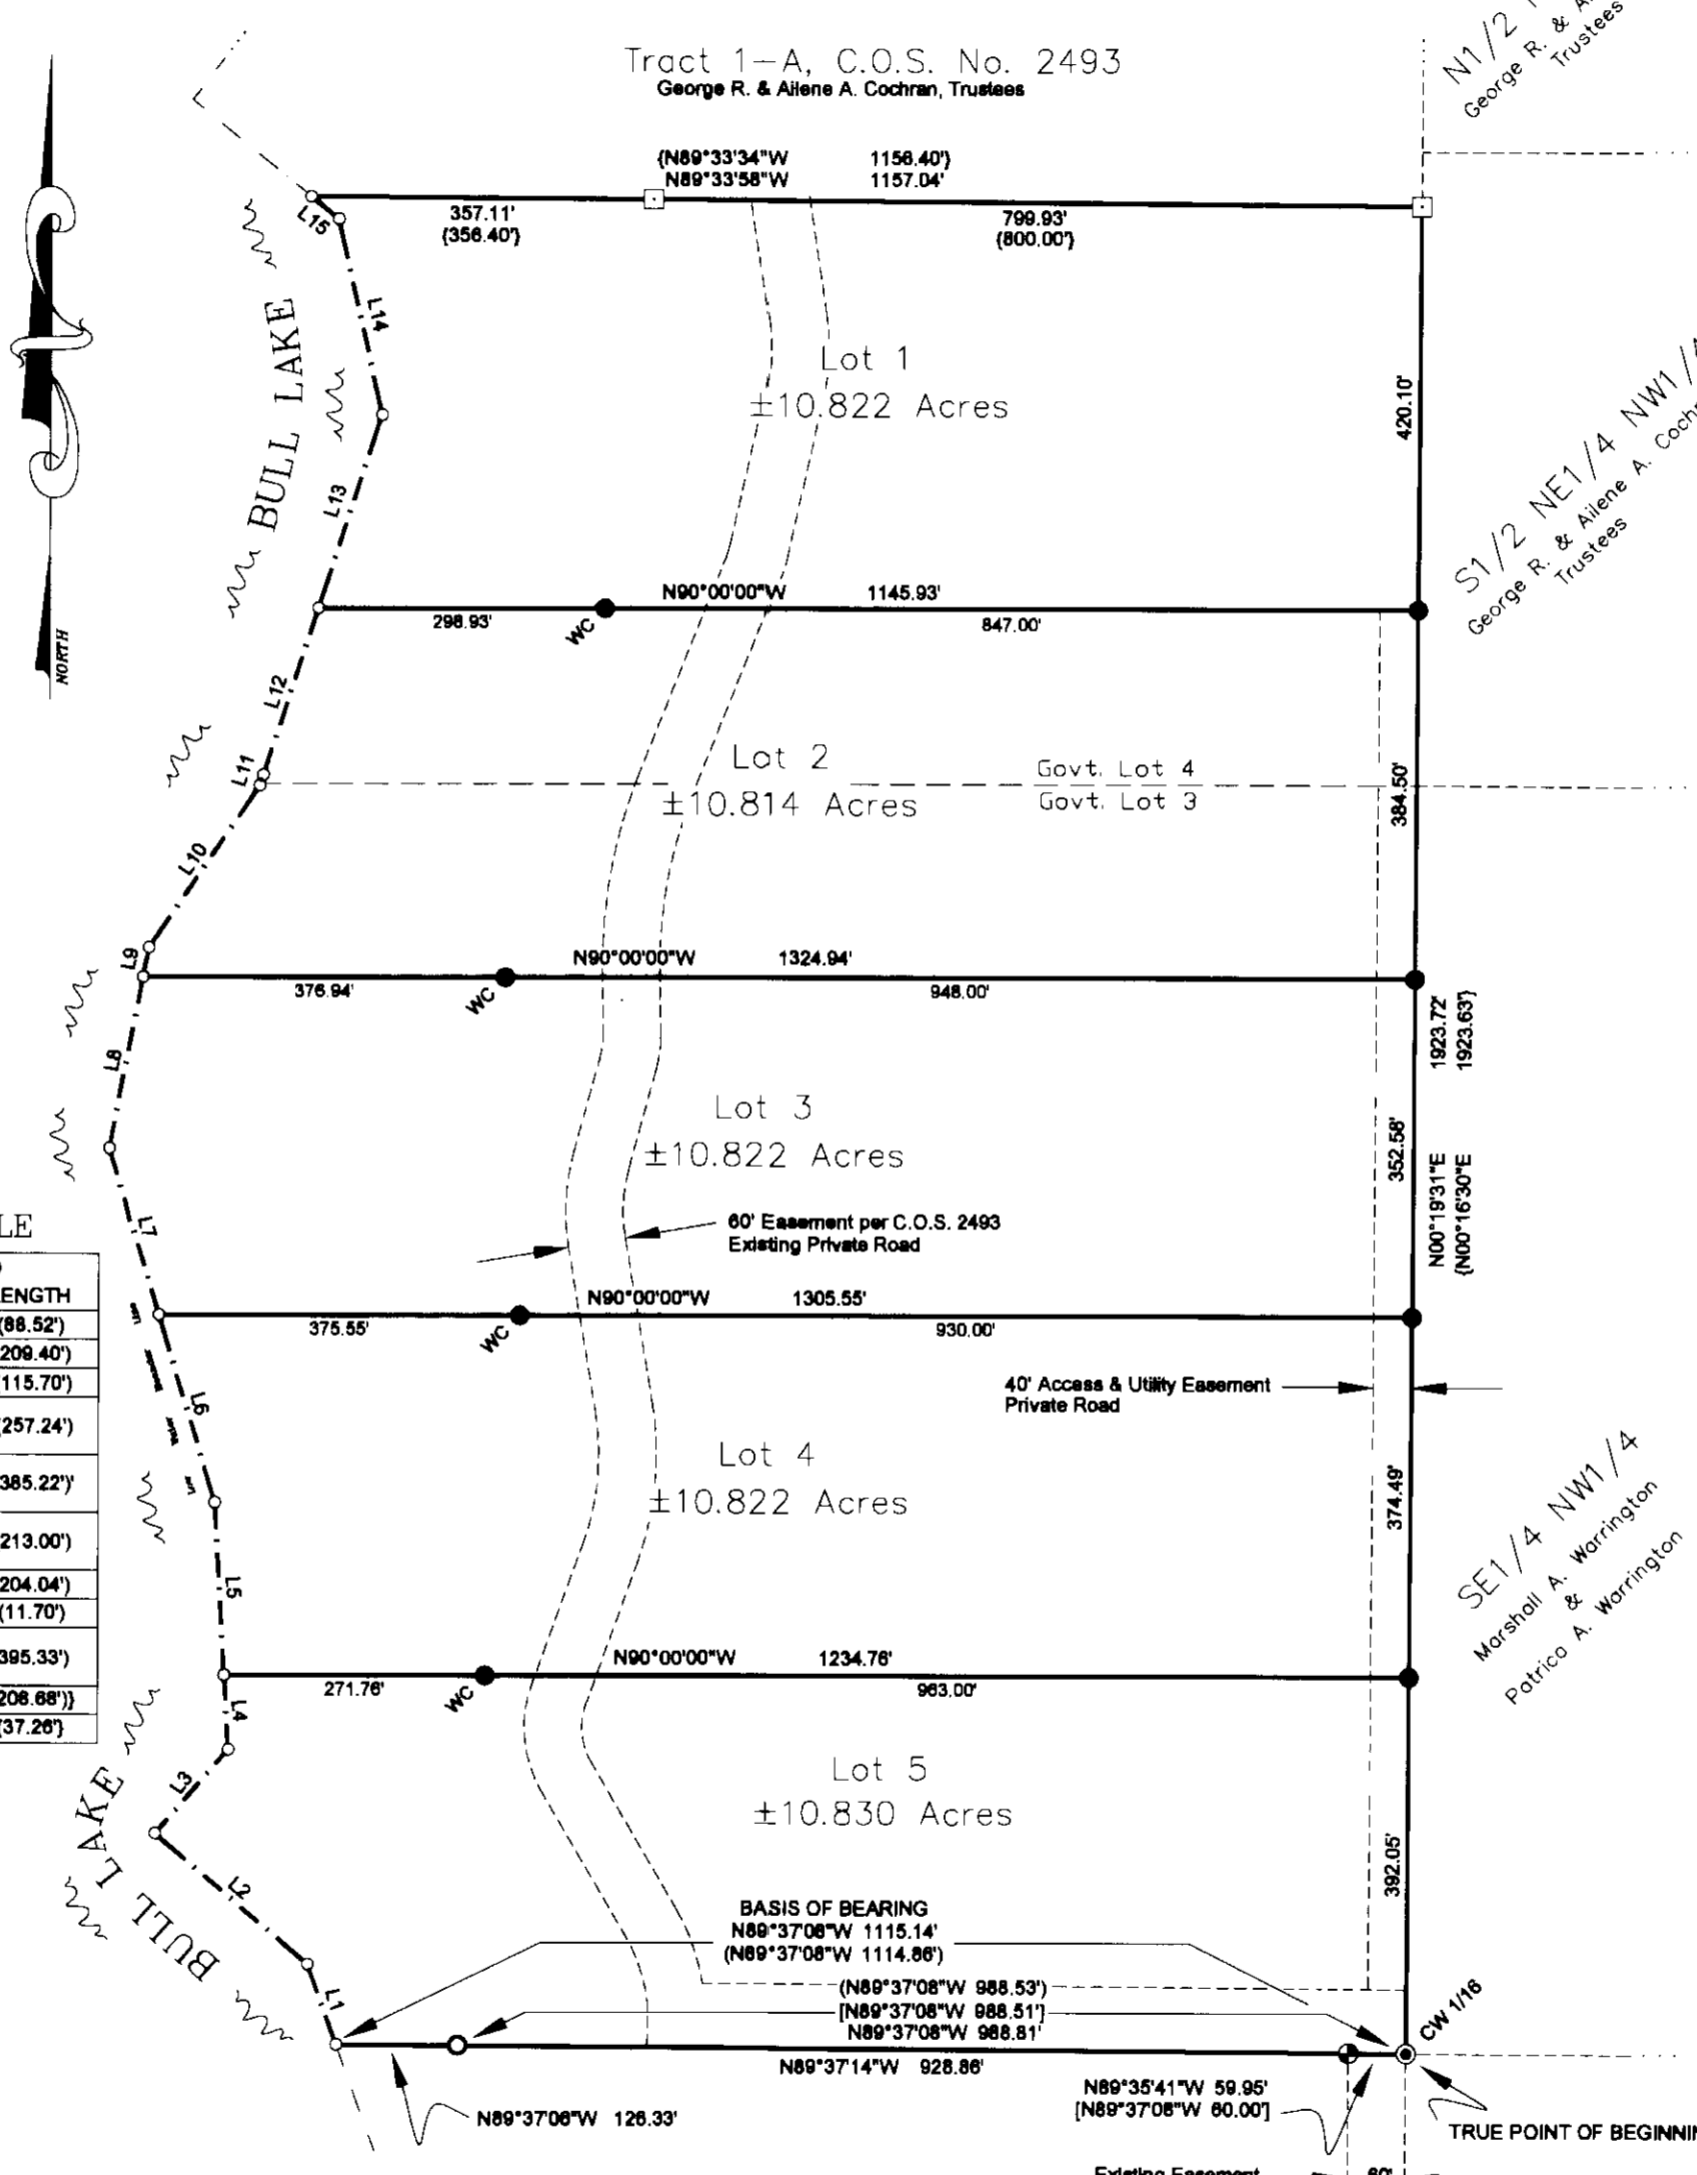 Tract 1-A, C.O.S. No. 2493
George R. & Ailene A. Cochran, Trustees
N1/2
George R. & A
Trustees
{N89°33'34"W 1156.40'}
N89°33'58"W 1157.04'
L15
357.11'
{356.40'}
799.93'
{800.00'}
L14
BULL LAKE
Lot 1
±10.822 Acres
420.10'
S1/2 NE1/4 NW1/4
George R. & Ailene A. Cochr
Trustees
L13
NORTH
N90°00'00"W 1145.93'
298.93'
WC
847.00'
L12
L11
Lot 2
±10.814 Acres
Govt. Lot 4
Govt. Lot 3
384.50'
L10
L9
N90°00'00"W 1324.94'
376.94'
WC
948.00'
1923.72'
1923.63'}
L8
Lot 3
±10.822 Acres
352.58'
N00°19'31"E
{N00°16'30"E
L7
60' Easement per C.O.S. 2493
Existing Private Road
N90°00'00"W 1305.55'
375.55'
WC
930.00'
LE
ENGTH
(88.52')
209.40')
115.70')
257.24')
385.22')'
213.00')
204.04')
(11.70')
395.33')
208.68')}
(37.26'}
L6
40' Access & Utility Easement
Private Road
Lot 4
±10.822 Acres
374.49'
SE1/4 NW1/4
Marshall A. Warrington
&
Patrica A. Warrington
L5
N90°00'00"W 1234.76'
271.76'
WC
963.00'
L4
L3
Lot 5
±10.830 Acres
BULL LAKE
L2
392.05'
BASIS OF BEARING
N89°37'08"W 1115.14'
(N89°37'08"W 1114.86')
(N89°37'08"W 988.53')
[N89°37'08"W 988.51']
N89°37'08"W 988.81'
L1
CW 1/16
N89°37'14"W 928.86'
N89°37'08"W 126.33'
N89°35'41"W 59.95'
[N89°37'08"W 60.00']
TRUE POINT OF BEGINNIN
Existing Easement
60'